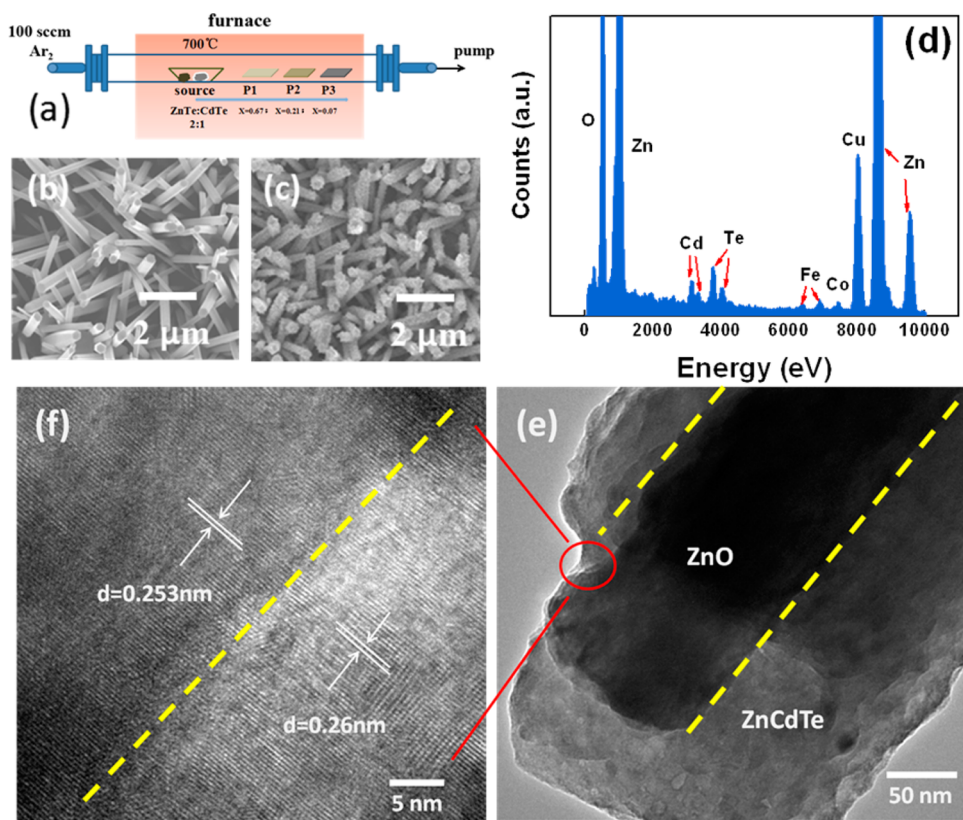 furnace
100 sccm
Ar2
700℃
pump
(a)
source
P1 P2 P3
ZnTe:CdTe
2:1
X=0.67 X=0.21 X=0.07
(b)
2 μm
(c)
2 μm
(d)
Counts (a.u.)
O
Zn
Cd
Te
Fe
Co
Cu
Zn
0 2000 4000 6000 8000 10000
Energy (eV)
(f)
d=0.253nm
d=0.26nm
5 nm
(e)
ZnO
ZnCdTe
50 nm